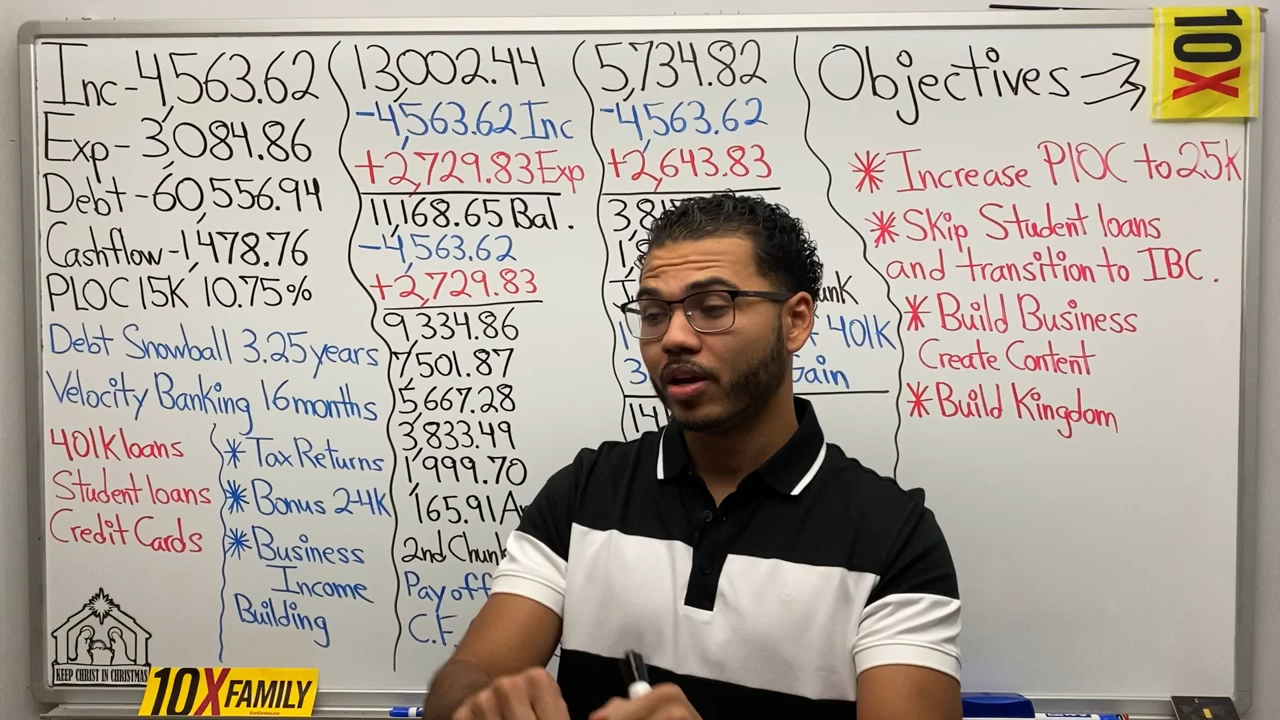 Inc-4,563.62
Exp-3,084.86
Debt-60,556.94
Cashflow-1,478.76
PLOC 15K 10.75%
Debt Snowball 3.25 years
Velocity Banking 16 months
401K loans
Student loans
Credit Cards
* Tax Returns
* Bonus 2-4K
* Business
Income
Building
13,002.44
-4,563.62 Inc
+2,729.83 Exp
11,168.65 Bal.
-4,563.62
+2,729.83
9,334.86
7,501.87
5,667.28
3,833.49
1,999.70
165.91
2nd Chunk
Pay off
C.F.
5,734.82
-4,563.62
+2,643.83
401K
Gain
Objectives →
* Increase PLOC to 25K
* Skip Student loans
and transition to IBC.
* Build Business
Create Content
* Build Kingdom
10X
KEEP CHRIST IN CHRISTMAS
10X FAMILY